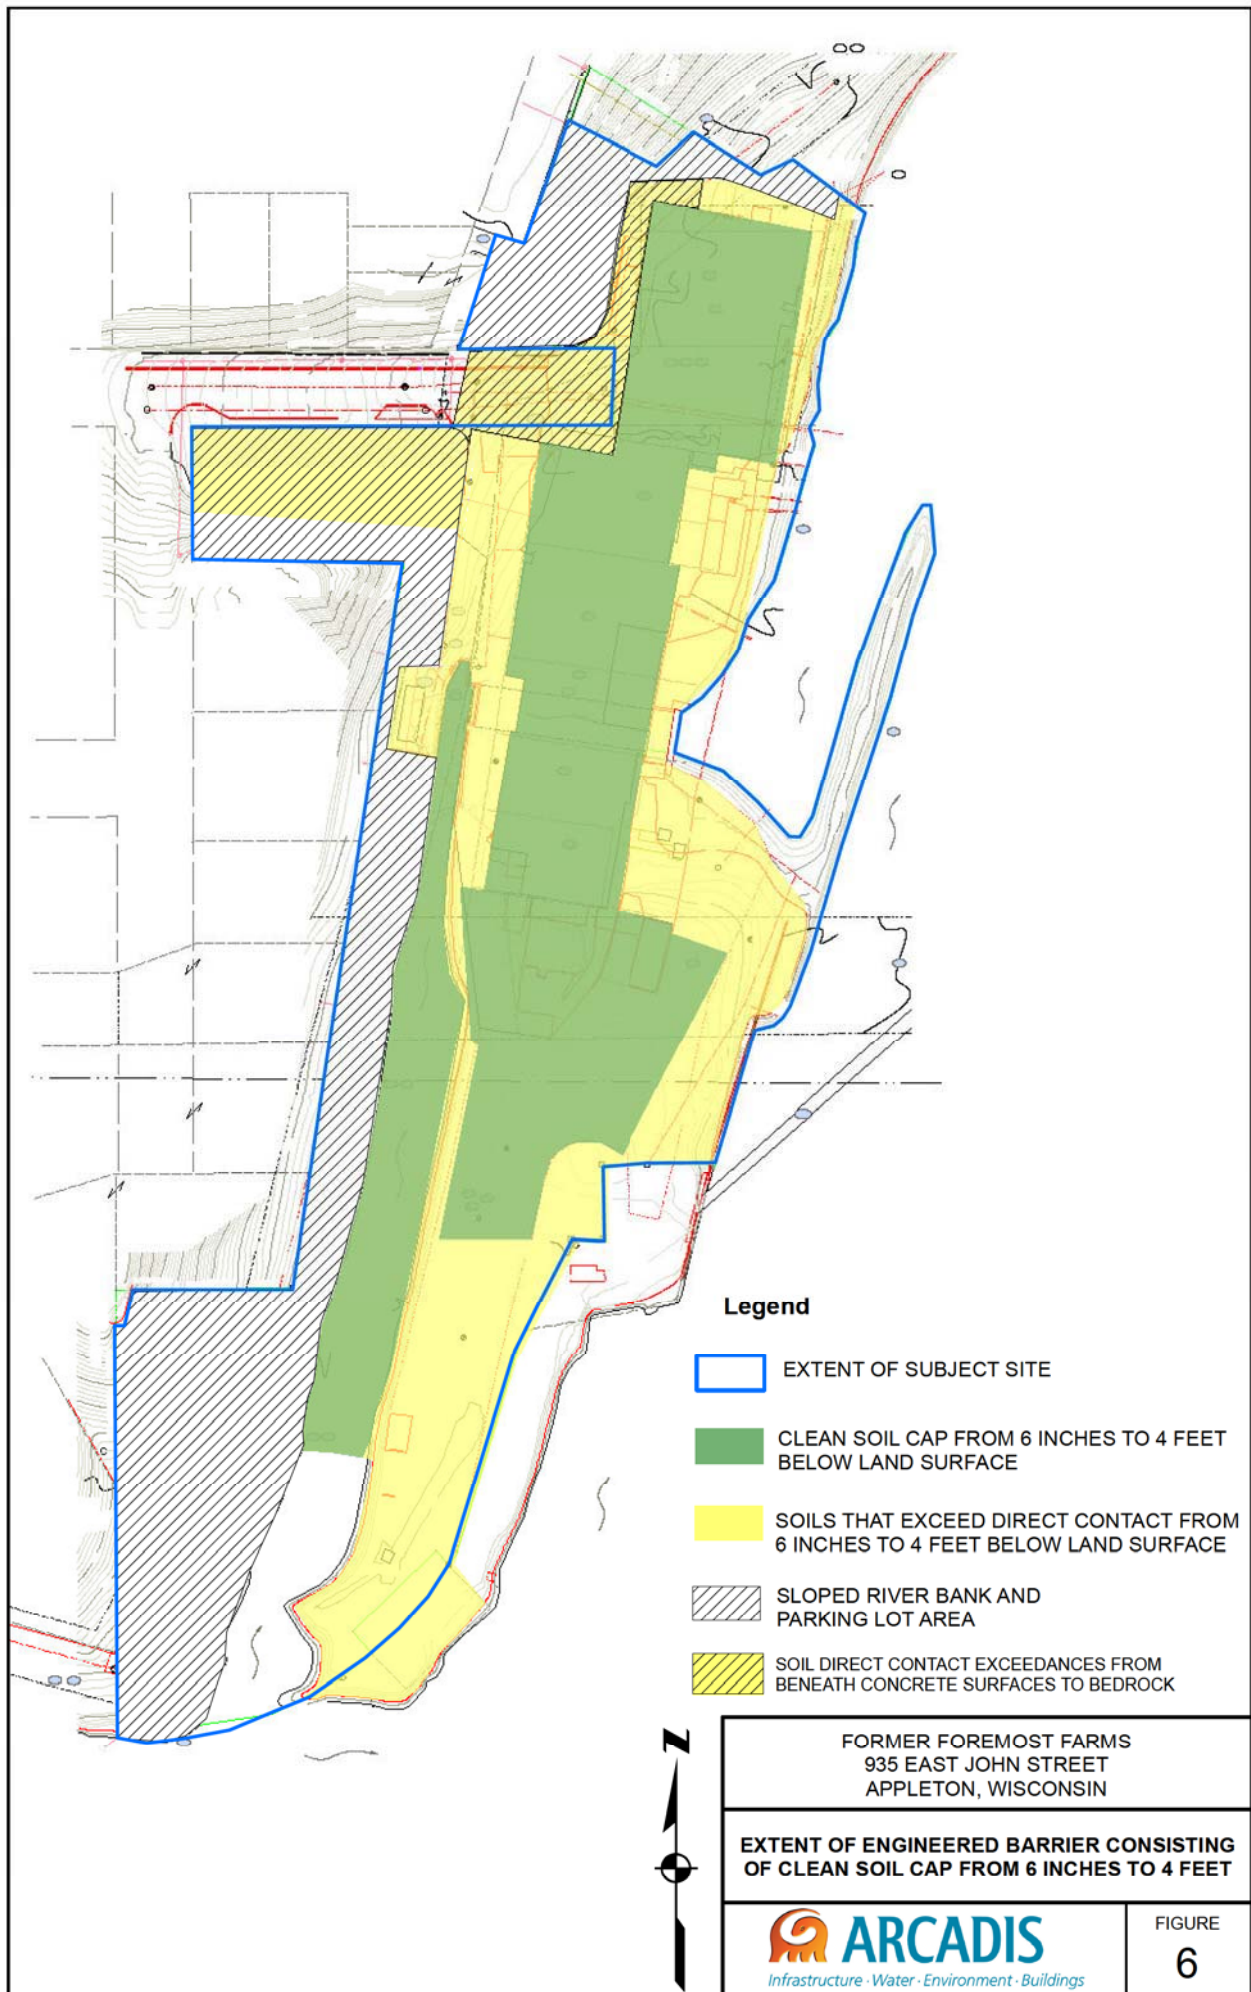 Legend
EXTENT OF SUBJECT SITE
CLEAN SOIL CAP FROM 6 INCHES TO 4 FEET
BELOW LAND SURFACE
SOILS THAT EXCEED DIRECT CONTACT FROM
6 INCHES TO 4 FEET BELOW LAND SURFACE
SLOPED RIVER BANK AND
PARKING LOT AREA
SOIL DIRECT CONTACT EXCEEDANCES FROM
BENEATH CONCRETE SURFACES TO BEDROCK
Z
FORMER FOREMOST FARMS
935 EAST JOHN STREET
APPLETON, WISCONSIN
EXTENT OF ENGINEERED BARRIER CONSISTING
OF CLEAN SOIL CAP FROM 6 INCHES TO 4 FEET
ARCADIS
Infrastructure · Water · Environment · Buildings
FIGURE
6